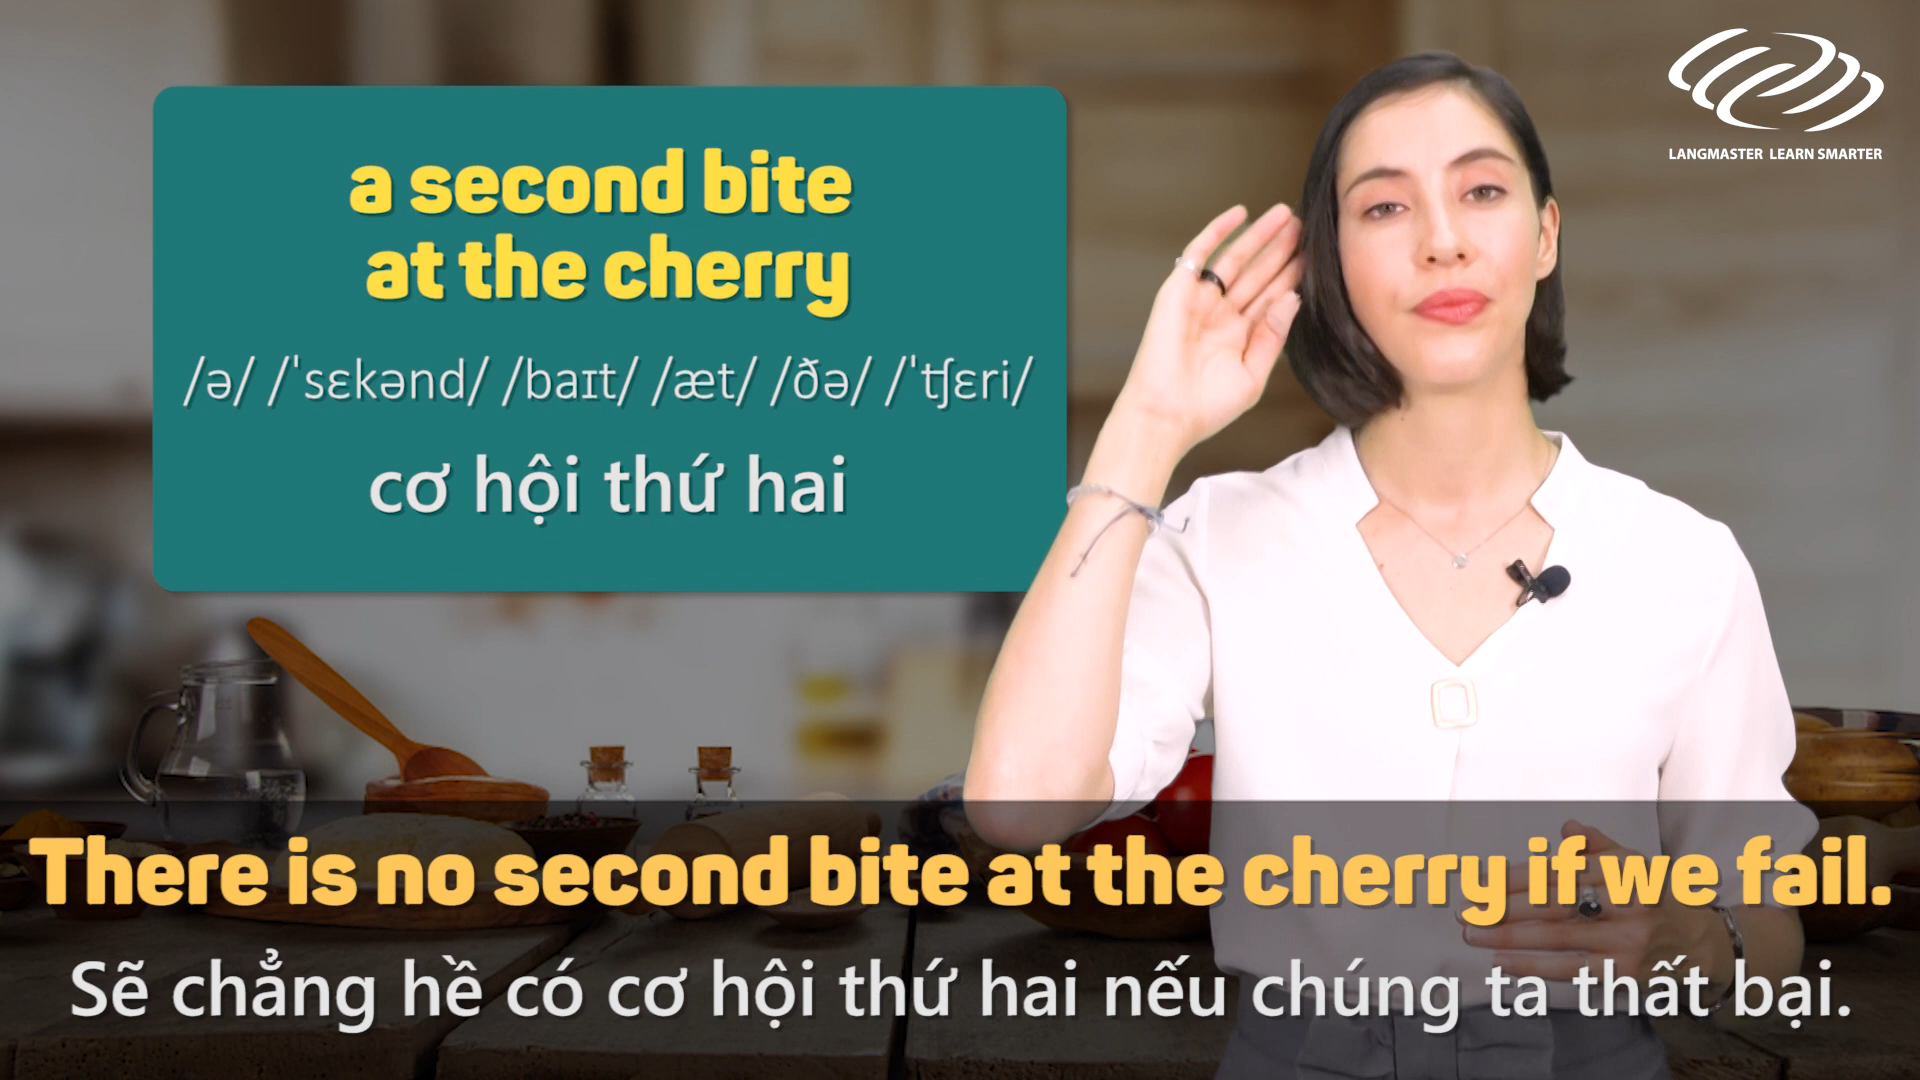 LANGMASTER LEARN SMARTER
a second bite
at the cherry
/ə/ /ˈsɛkənd/ /baɪt/ /æt/ /ðə/ /ˈʧɛri/
cơ hội thứ hai
There is no second bite at the cherry if we fail.
Sẽ chẳng hề có cơ hội thứ hai nếu chúng ta thất bại.